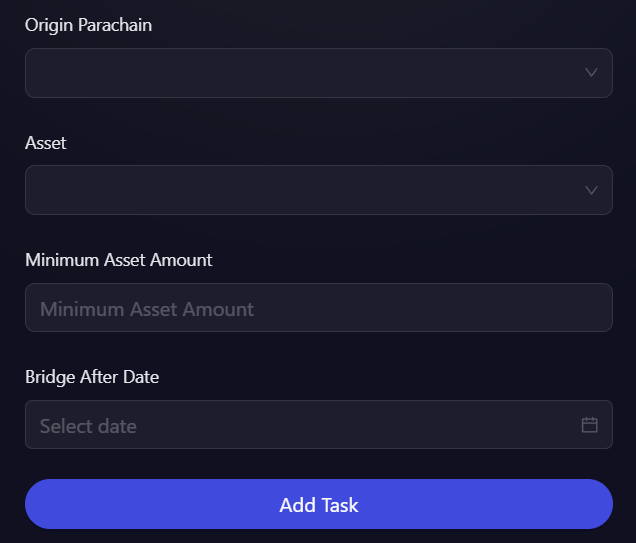 Origin Parachain
Asset
Minimum Asset Amount
Minimum Asset Amount
Bridge After Date
Select date
Add Task